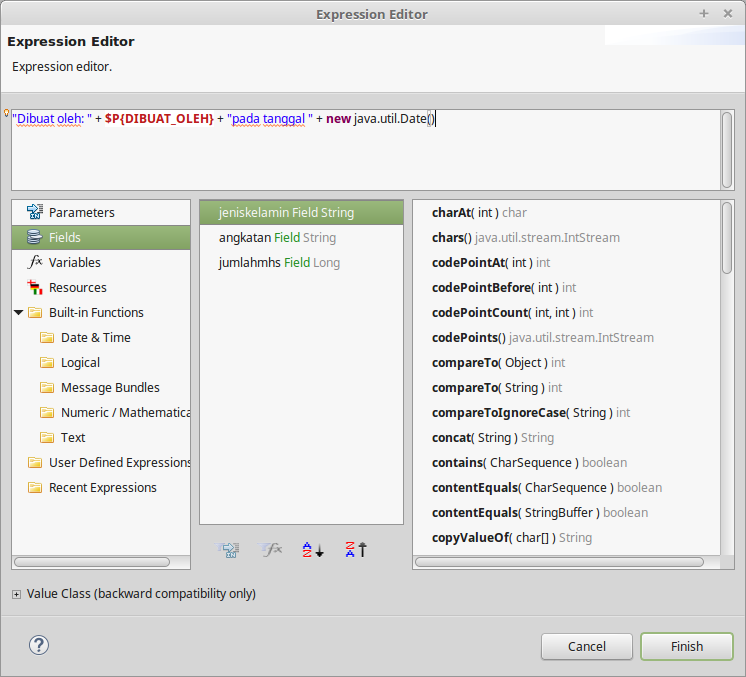 Expression Editor
Expression Editor
Expression editor.
"Dibuat oleh: " + $P{DIBUAT_OLEH} + "pada tanggal " + new java.util.Date()
Parameters
Fields
Variables
Resources
Built-in Functions
Date & Time
Logical
Message Bundles
Numeric / Mathematica
Text
User Defined Expressions
Recent Expressions
jeniskelamin Field String
angkatan Field String
jumlahmhs Field Long
charAt( int ) char
chars() java.util.stream.IntStream
codePointAt( int ) int
codePointBefore( int ) int
codePointCount( int, int ) int
codePoints() java.util.stream.IntStream
compareTo( Object ) int
compareTo( String ) int
compareToIgnoreCase( String ) int
concat( String ) String
contains( CharSequence ) boolean
contentEquals( CharSequence ) boolean
contentEquals( StringBuffer ) boolean
copyValueOf( char[] ) String
Value Class (backward compatibility only)
Cancel
Finish